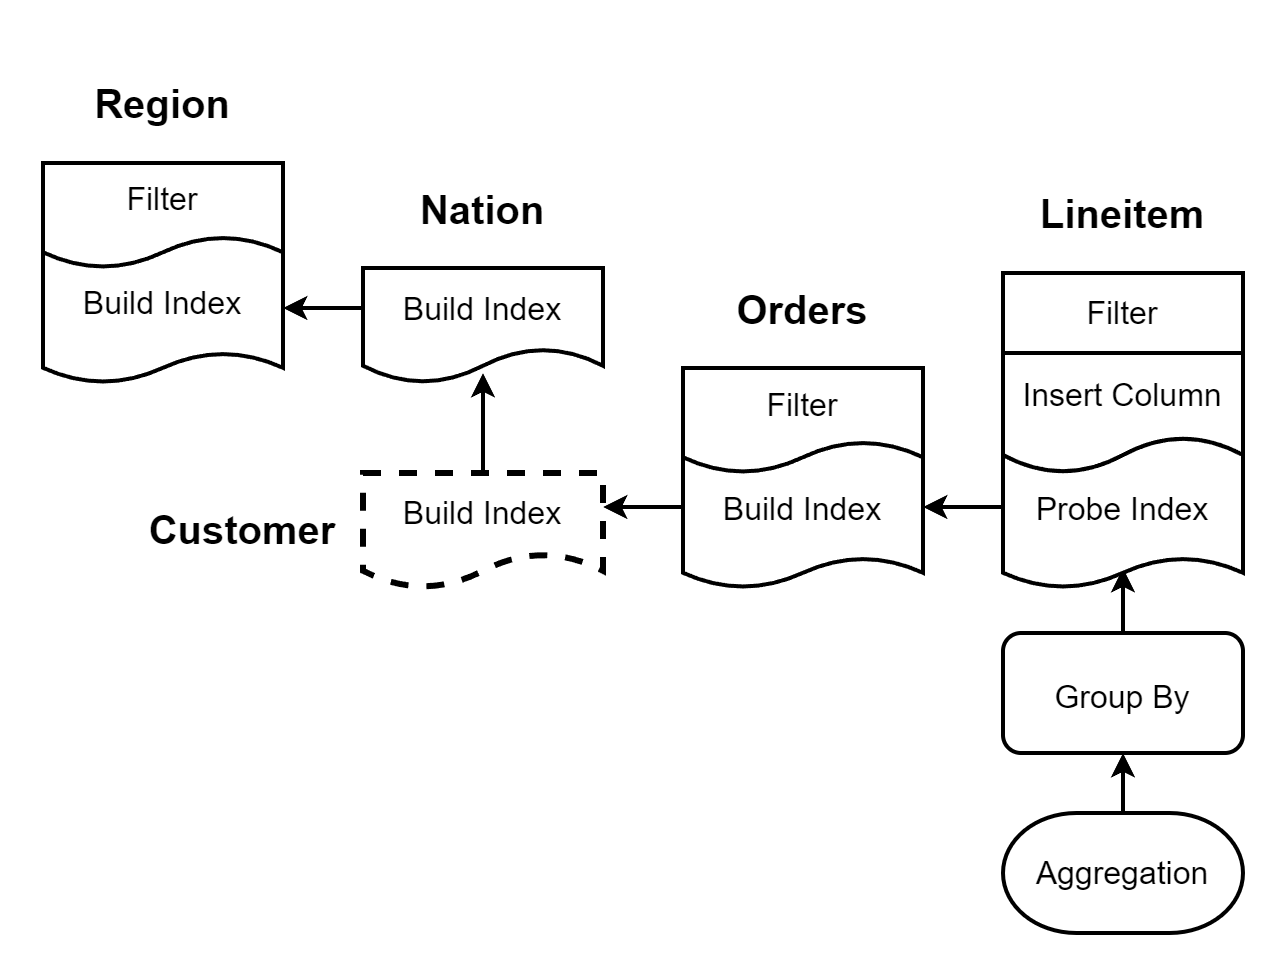 Region
Filter
Build Index
Nation
Build Index
Customer
Build Index
Orders
Filter
Build Index
Lineitem
Filter
Insert Column
Probe Index
Group By
Aggregation